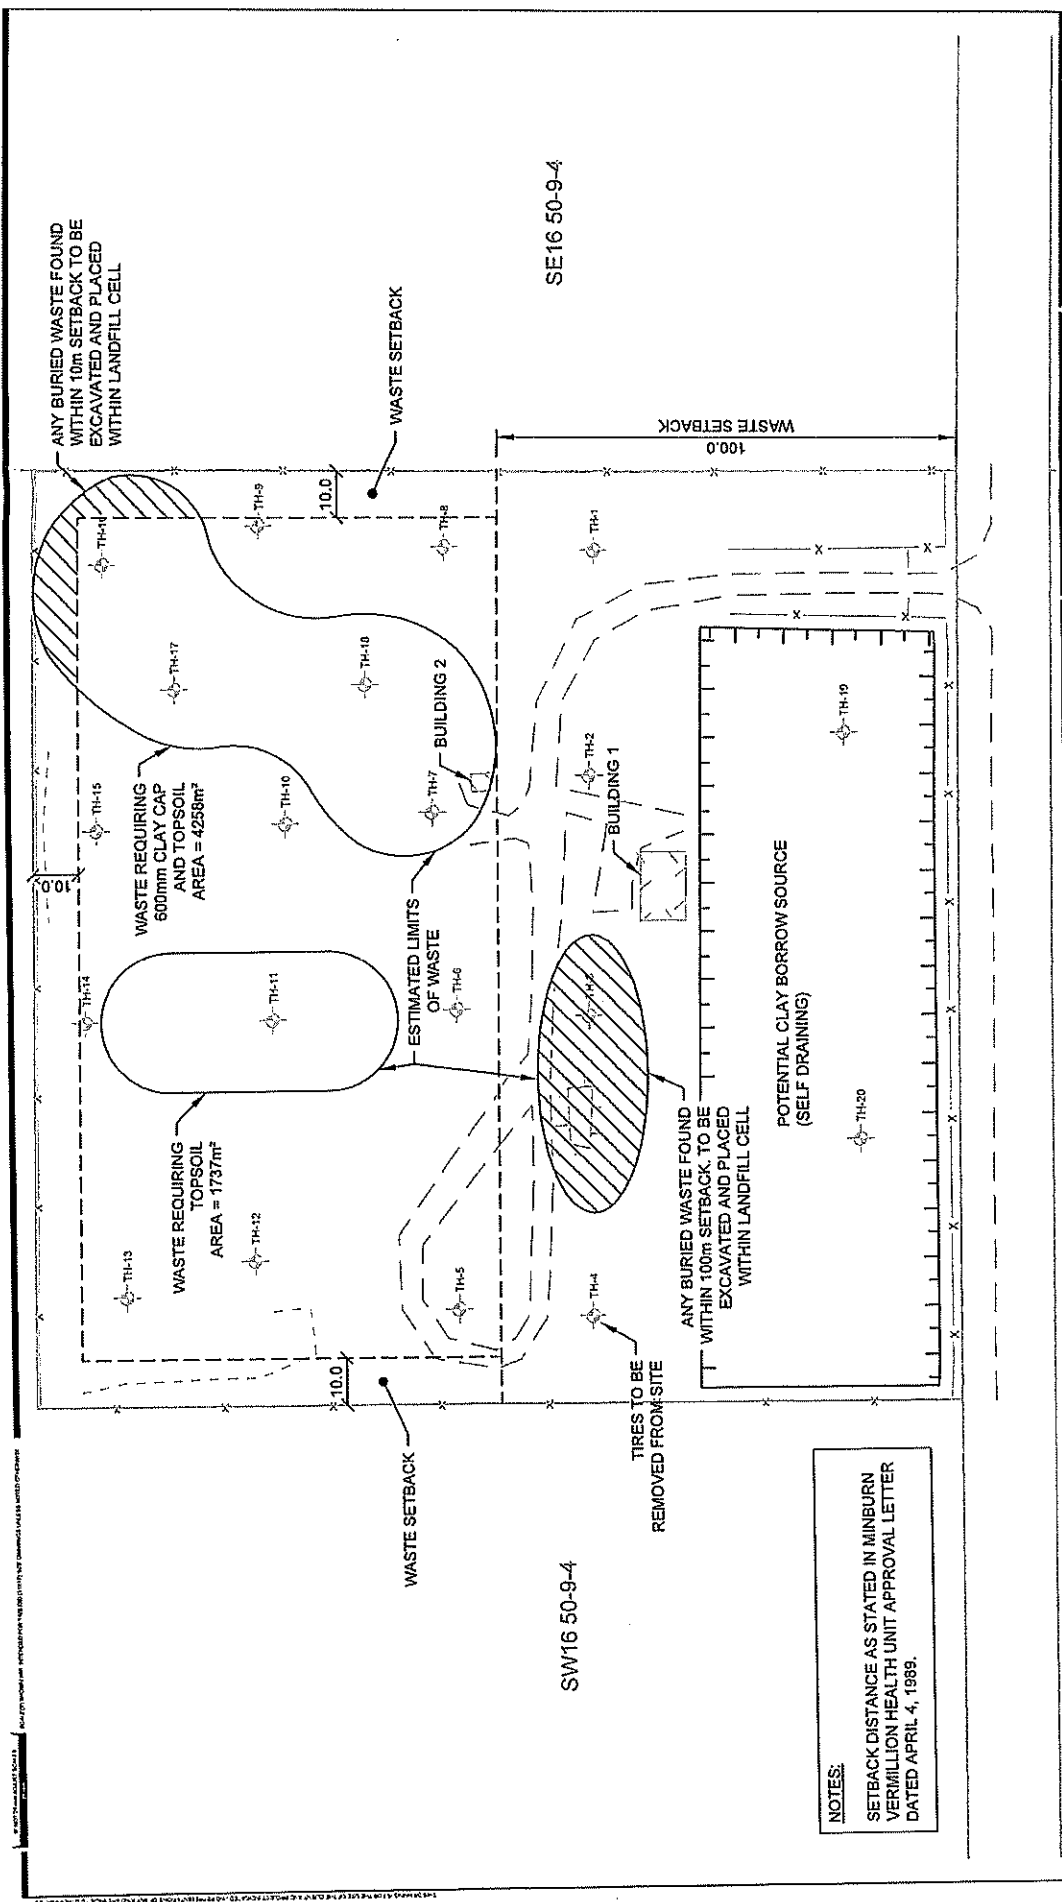 ANY BURIED WASTE FOUND
WITHIN 10m SETBACK TO BE
EXCAVATED AND PLACED
WITHIN LANDFILL CELL
WASTE SETBACK
SE16 50-9-4
10.0
100.0
WASTE SETBACK
TH-9
TH-8
TH-1
TH-17
TH-18
BUILDING 2
TH-7
TH-2
BUILDING 1
TH-19
TH-15
TH-10
10.0
WASTE REQUIRING
600mm CLAY CAP
AND TOPSOIL
AREA = 4258m²
ESTIMATED LIMITS
OF WASTE
TH-14
TH-11
TH-6
TH-3
POTENTIAL CLAY BORROW SOURCE
(SELF DRAINING)
TH-20
WASTE REQUIRING
TOPSOIL
AREA = 1737m²
TH-13
TH-12
TH-5
TH-4
ANY BURIED WASTE FOUND
WITHIN 100m SETBACK TO BE
EXCAVATED AND PLACED
WITHIN LANDFILL CELL
10.0
WASTE SETBACK
TIRES TO BE
REMOVED FROM SITE
SW16 50-9-4
NOTES:
SETBACK DISTANCE AS STATED IN MINBURN
VERMILLION HEALTH UNIT APPROVAL LETTER
DATED APRIL 4, 1989.